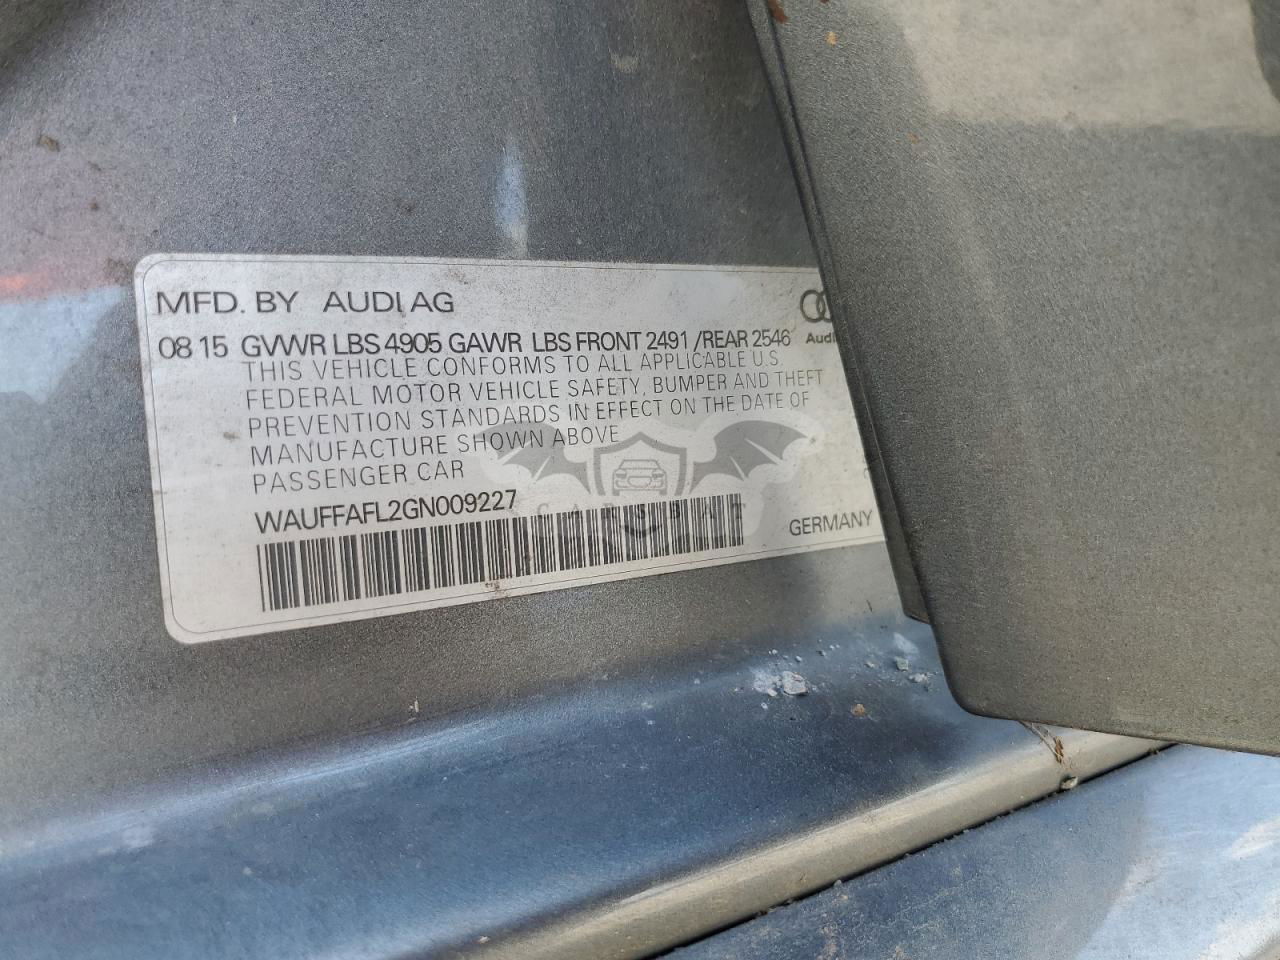 MFD. BY AUDI AG
08 15 GVWR LBS 4905 GAWR LBS FRONT 2491 /REAR 2546
Audi
THIS VEHICLE CONFORMS TO ALL APPLICABLE U.S
FEDERAL MOTOR VEHICLE SAFETY, BUMPER AND THEFT
PREVENTION STANDARDS IN EFFECT ON THE DATE OF
MANUFACTURE SHOWN ABOVE
PASSENGER CAR
WAUFFAFL2GN009227
GERMANY